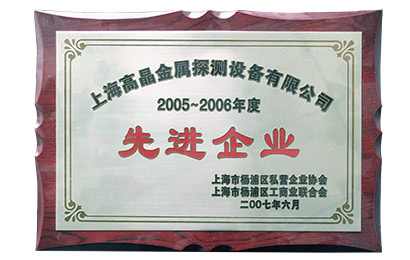 上海高晶金属探测设备有限公司
2005~2006年度
先进企业
上海市杨浦区私营企业协会
上海市杨浦区工商业联合会
二00七年六月